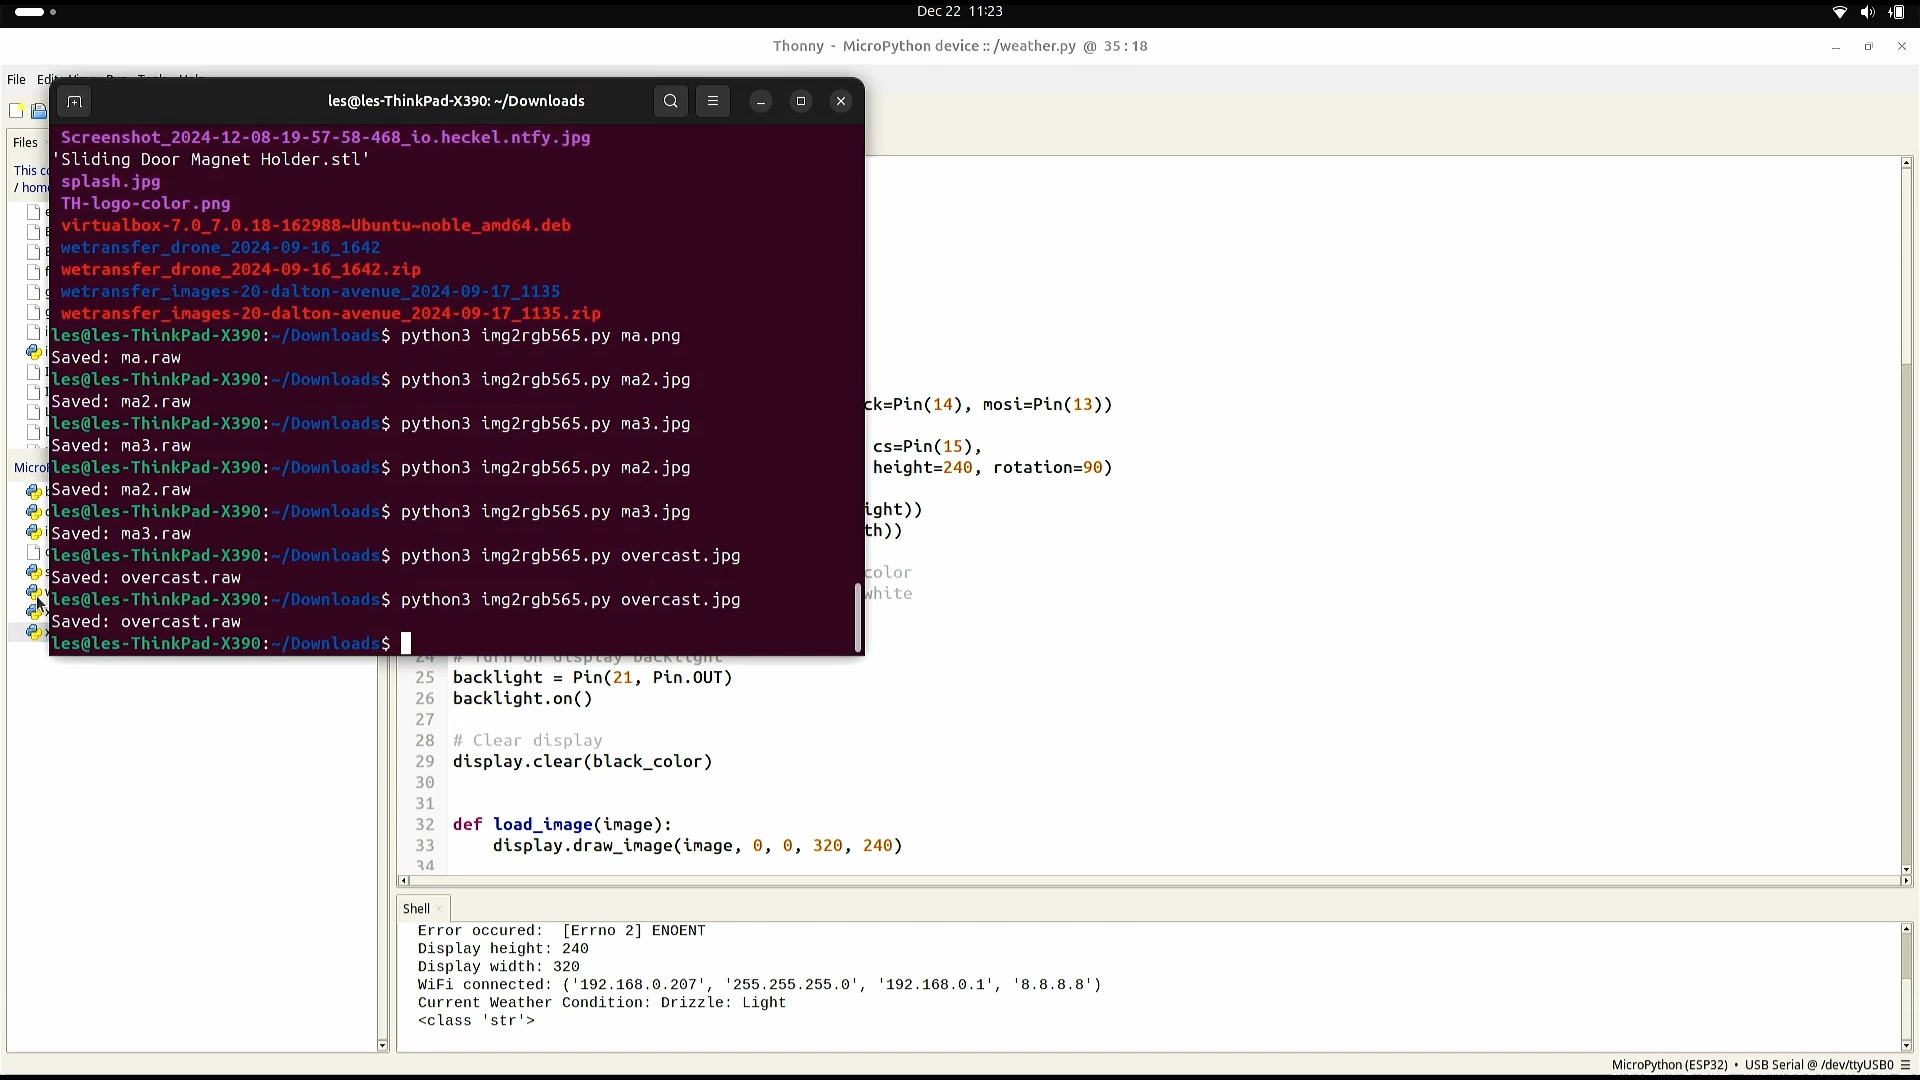 Dec 22 11:23
Thonny - MicroPython device :: /weather.py @ 35 : 18
File Edit
les@les-ThinkPad-X390: ~/Downloads
Files
This co
/ home
Screenshot_2024-12-08-19-57-58-468_io.heckel.ntfy.jpg
'Sliding Door Magnet Holder.stl'
splash.jpg
TH-logo-color.png
virtualbox-7.0_7.0.18-162988~Ubuntu~noble_amd64.deb
wetransfer_drone_2024-09-16_1642
wetransfer_drone_2024-09-16_1642.zip
wetransfer_images-20-dalton-avenue_2024-09-17_1135
wetransfer_images-20-dalton-avenue_2024-09-17_1135.zip
les@les-ThinkPad-X390:~/Downloads$ python3 img2rgb565.py ma.png
Saved: ma.raw
les@les-ThinkPad-X390:~/Downloads$ python3 img2rgb565.py ma2.jpg
Saved: ma2.raw
les@les-ThinkPad-X390:~/Downloads$ python3 img2rgb565.py ma3.jpg
Saved: ma3.raw
les@les-ThinkPad-X390:~/Downloads$ python3 img2rgb565.py ma2.jpg
Saved: ma2.raw
les@les-ThinkPad-X390:~/Downloads$ python3 img2rgb565.py ma3.jpg
Saved: ma3.raw
les@les-ThinkPad-X390:~/Downloads$ python3 img2rgb565.py overcast.jpg
Saved: overcast.raw
les@les-ThinkPad-X390:~/Downloads$ python3 img2rgb565.py overcast.jpg
Saved: overcast.raw
les@les-ThinkPad-X390:~/Downloads$
MicroP
ck=Pin(14), mosi=Pin(13))
cs=Pin(15),
height=240, rotation=90)
ight))
th))
color
white
24 # Turn on display backlight
25 backlight = Pin(21, Pin.OUT)
26 backlight.on()
27
28 # Clear display
29 display.clear(black_color)
30
31
32 def load_image(image):
33 display.draw_image(image, 0, 0, 320, 240)
34
Shell
Error occured: [Errno 2] ENOENT
Display height: 240
Display width: 320
WiFi connected: ('192.168.0.207', '255.255.255.0', '192.168.0.1', '8.8.8.8')
Current Weather Condition: Drizzle: Light
<class 'str'>
MicroPython (ESP32) • USB Serial @ /dev/ttyUSB0 ≡